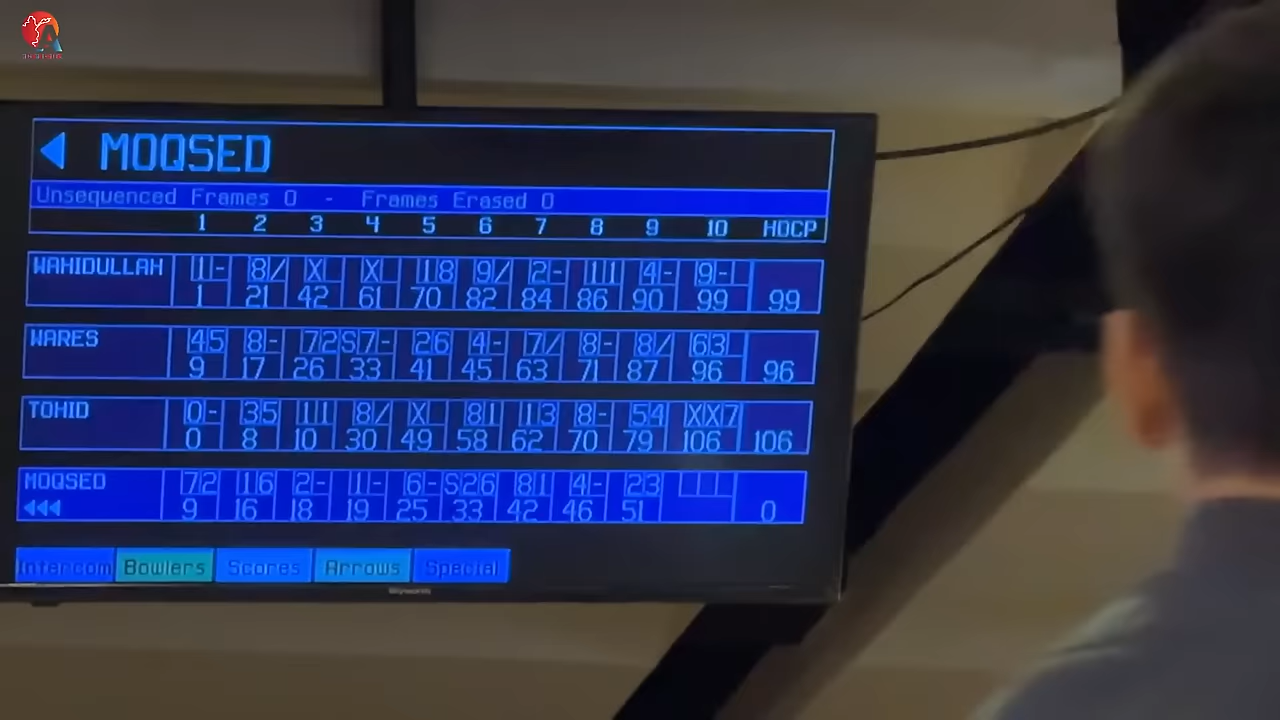 MOQSED
Unsequenced Frames 0 - Frames Erased 0
1 2 3 4 5 6 7 8 9 10 HDCP
WAHIDULLAH 1- 8/ X X 18 9/ 2- 11 4- 9-
1 21 42 61 70 82 84 86 90 99 99
WARES 45 8- 72 S7- 26 4- 7/ 8- 8/ 63
9 17 26 33 41 45 63 71 87 96 96
TOHID 0- 35 11 8/ X 81 13 8- 54 XX7
0 8 10 30 49 58 62 70 79 106 106
MOQSED 72 16 2- 1- 6- S26 81 4- 23
9 16 18 19 25 33 42 46 51 0
Intercom Bowlers Scores Arrows Special
Skyworth